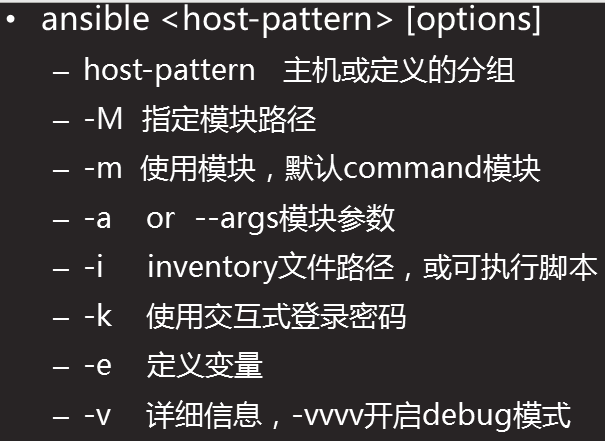 • ansible <host-pattern> [options]
– host-pattern 主机或定义的分组
– -M 指定模块路径
– -m 使用模块，默认command模块
– -a or --args模块参数
– -i inventory文件路径，或可执行脚本
– -k 使用交互式登录密码
– -e 定义变量
– -v 详细信息，-vvvv开启debug模式